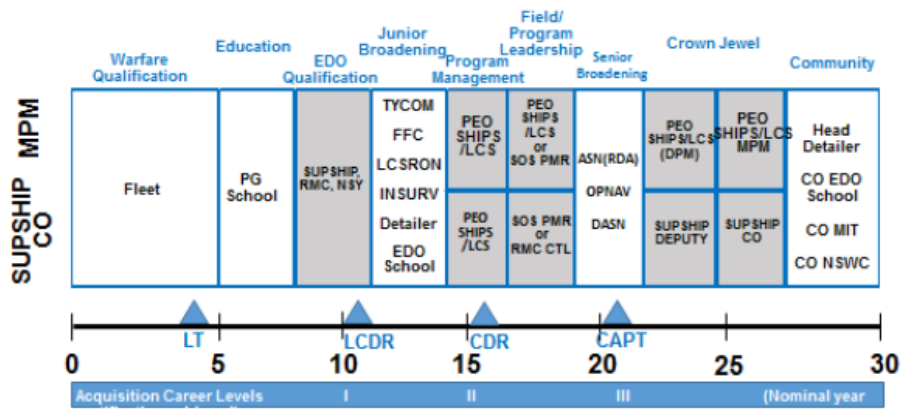 Warfare
Qualification
Education
EDO
Qualification
Junior
Broadening
Program
Management
Field/
Program
Leadership
Senior
Broadening
Crown Jewel
Community
SUPSHIP MPM
CO
Fleet
PG
School
SUPSHIP,
RMC, NSY
TYCOM
FFC
LCSRON
INSURV
Detailer
EDO
School
PEO
SHIPS
/LCS
PEO
SHIPS
/LCS
or
SOS PMR
ASN(RDA)
OPNAV
DASN
PEO
SHIPS/LCS
(DPM)
PEO
SHIPS/LCS
MPM
Head
Detailer
CO EDO
School
CO MIT
CO NSWC
PEO
SHIPS
/LCS
SOS PMR
or
RMC CTL
SUPSHIP
DEPUTY
SUPSHIP
CO
LT LCDR CDR CAPT
0 5 10 15 20 25 30
Acquisition Career Levels I II III (Nominal year